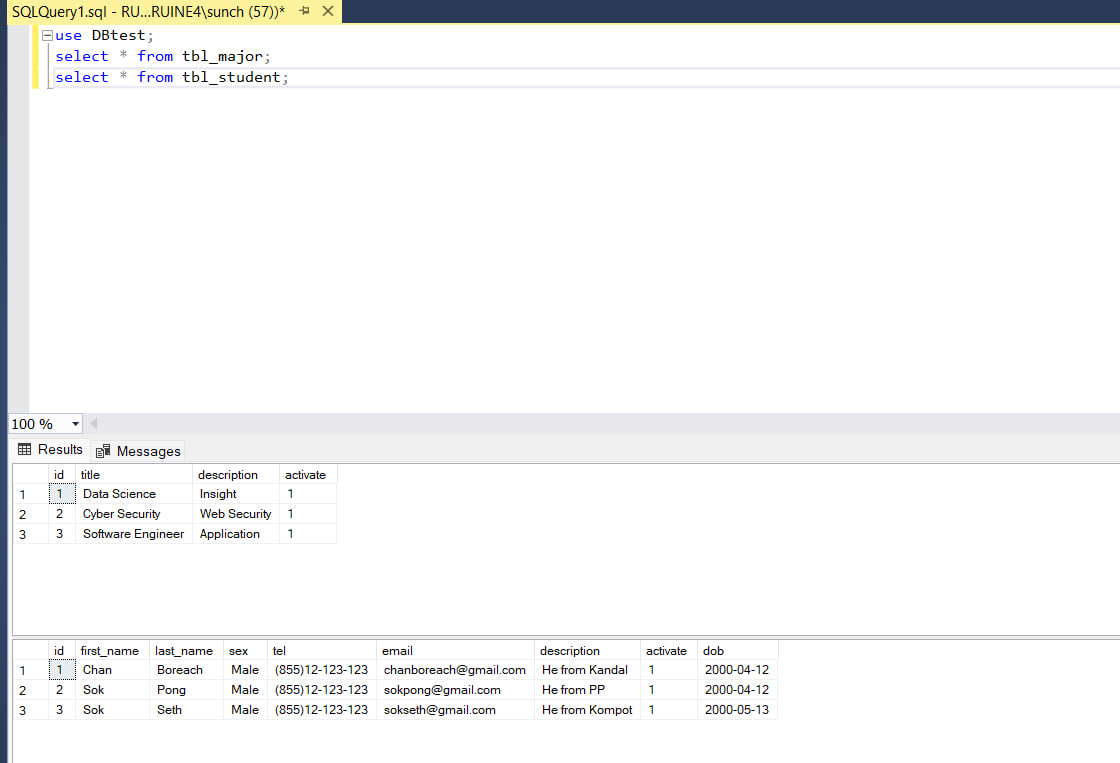 SQLQuery1.sql - RU...RUINE4\sunch (57))*
use DBtest;
select * from tbl_major;
select * from tbl_student;
100 %
Results Messages
id title description activate
1 1 Data Science Insight 1
2 2 Cyber Security Web Security 1
3 3 Software Engineer Application 1
id first_name last_name sex tel email description activate dob
1 1 Chan Boreach Male (855)12-123-123 chanboreach@gmail.com He from Kandal 1 2000-04-12
2 2 Sok Pong Male (855)12-123-123 sokpong@gmail.com He from PP 1 2000-04-12
3 3 Sok Seth Male (855)12-123-123 sokseth@gmail.com He from Kompot 1 2000-05-13